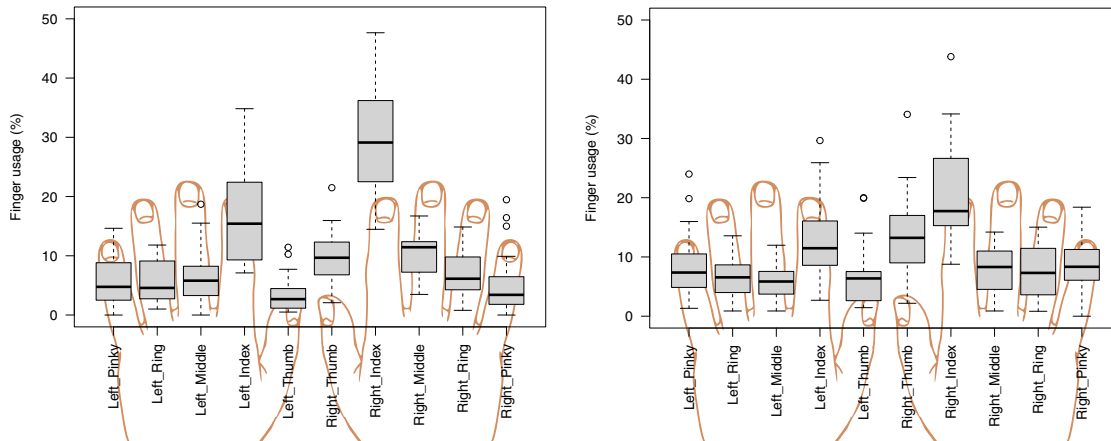 Finger usage (%)
50
40
30
20
10
0
Left_Pinky
Left_Ring
Left_Middle
Left_Index
Left_Thumb
Right_Thumb
Right_Index
Right_Middle
Right_Ring
Right_Pinky
Finger usage (%)
50
40
30
20
10
0
Left_Pinky
Left_Ring
Left_Middle
Left_Index
Left_Thumb
Right_Thumb
Right_Index
Right_Middle
Right_Ring
Right_Pinky